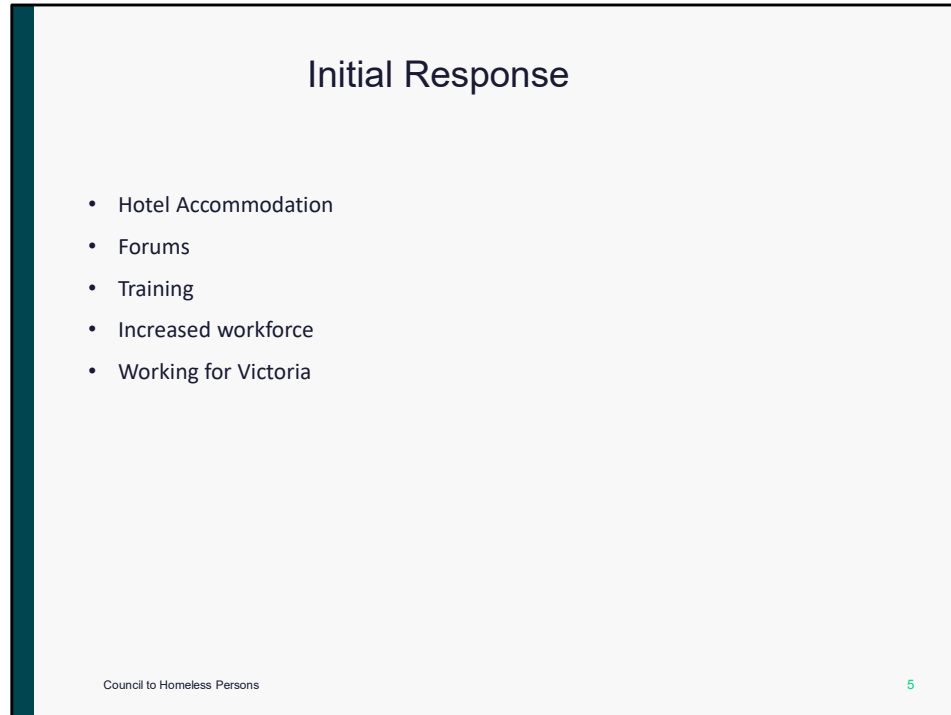 Initial Response
• Hotel Accommodation
• Forums
• Training
• Increased workforce
• Working for Victoria
Council to Homeless Persons
5